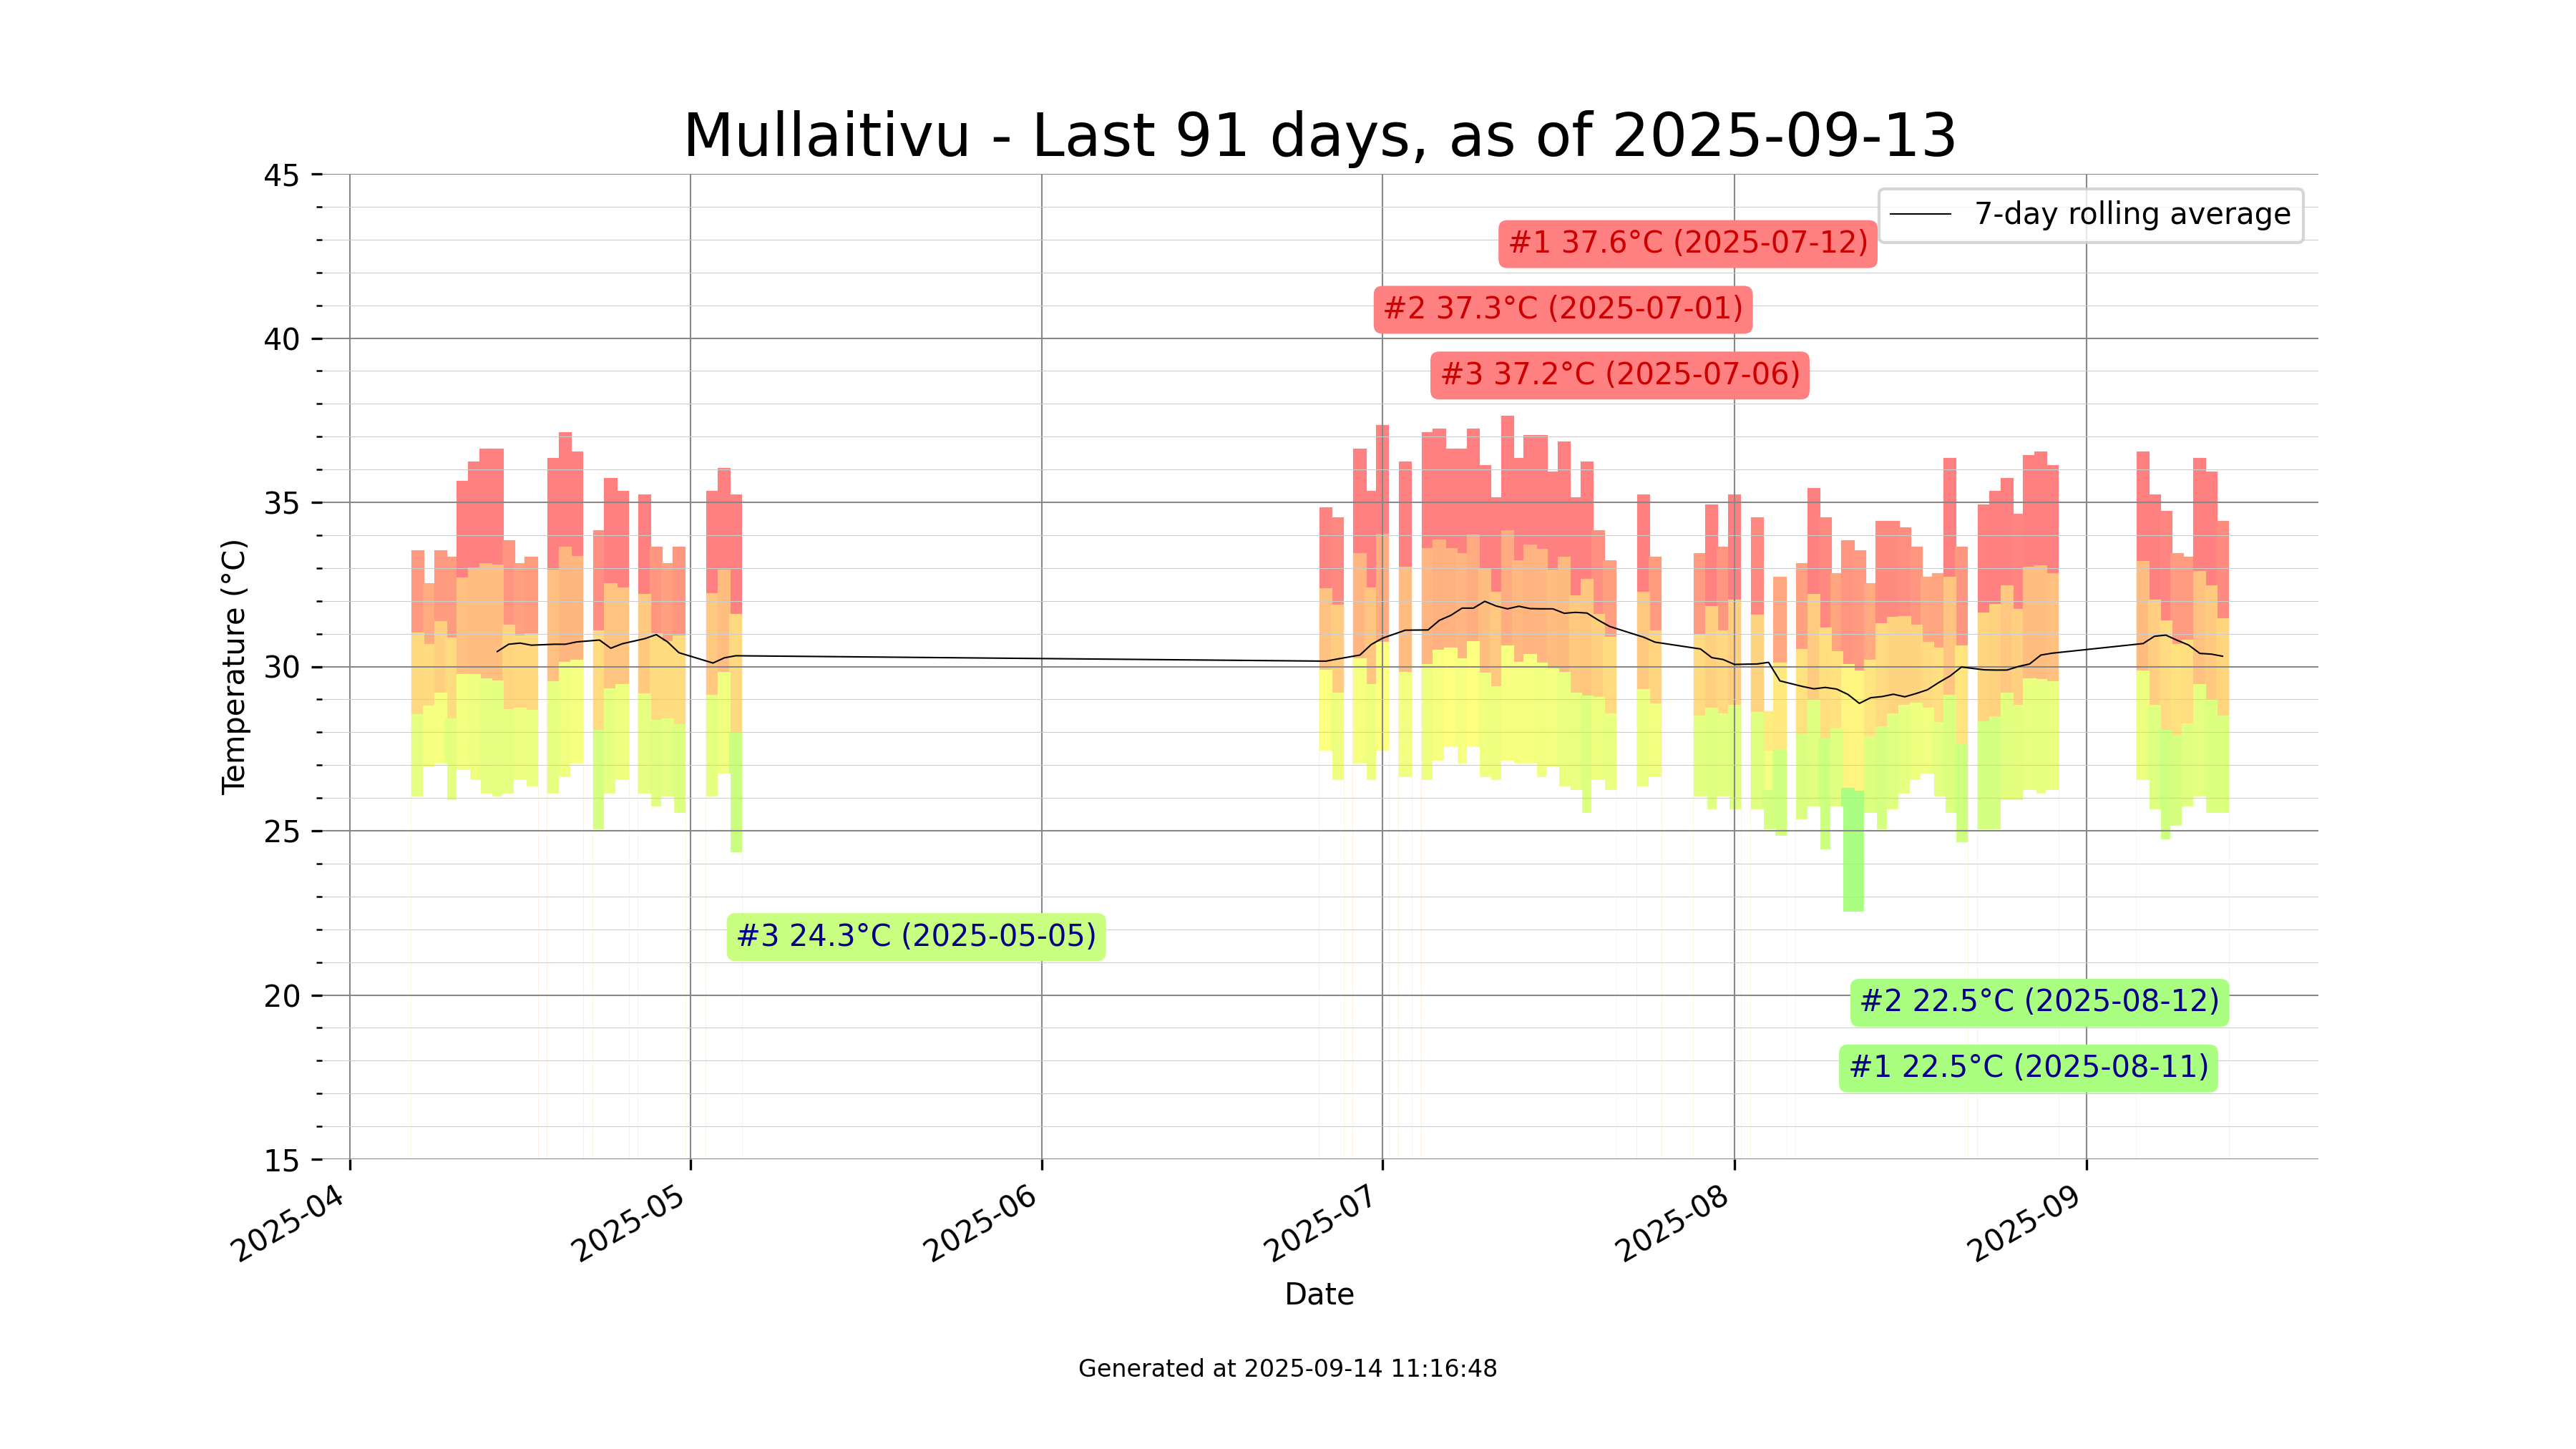 Mullaitivu - Last 91 days, as of 2025-09-13
45
7-day rolling average
#1 37.6°C (2025-07-12)
#2 37.3°C (2025-07-01)
40
#3 37.2°C (2025-07-06)
35
30
Temperature (°C)
25
#3 24.3°C (2025-05-05)
20
#2 22.5°C (2025-08-12)
#1 22.5°C (2025-08-11)
15
2025-04
2025-05
2025-06
2025-07
2025-08
2025-09
Date
Generated at 2025-09-14 11:16:48